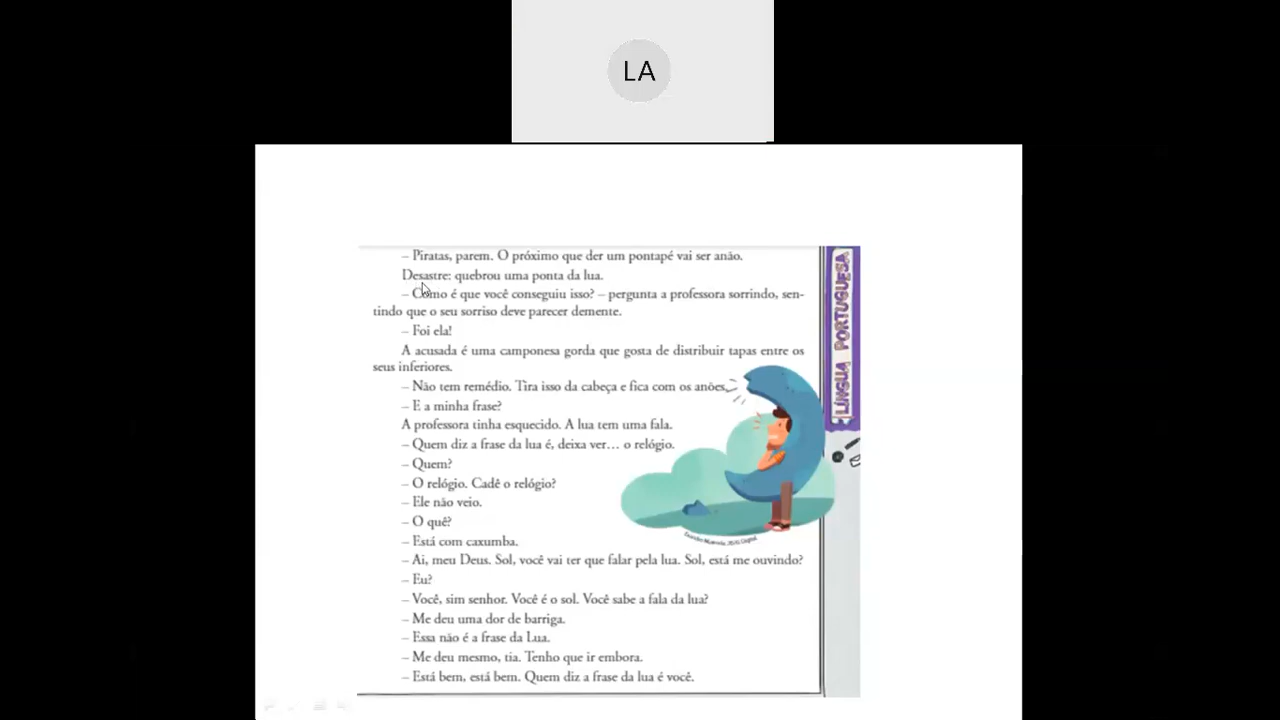 LA
– Piratas, parem. O próximo que der um pontapé vai ser anão.
Desastre: quebrou uma ponta da lua.
– Como é que você conseguiu isso? – pergunta a professora sorrindo, sen-
tindo que o seu sorriso deve parecer demente.
– Foi ela!
A acusada é uma camponesa gorda que gosta de distribuir tapas entre os
seus inferiores.
– Não tem remédio. Tira isso da cabeça e fica com os anões.
– E a minha frase?
A professora tinha esquecido. A lua tem uma fala.
– Quem diz a frase da lua é, deixa ver... o relógio.
– Quem?
– O relógio. Cadê o relógio?
– Ele não veio.
– O quê?
– Está com caxumba.
– Ai, meu Deus. Sol, você vai ter que falar pela lua. Sol, está me ouvindo?
– Eu?
– Você, sim senhor. Você é o sol. Você sabe a fala da lua?
– Me deu uma dor de barriga.
– Essa não é a frase da Lua.
– Me deu mesmo, tia. Tenho que ir embora.
– Está bem, está bem. Quem diz a frase da lua é você.
LÍNGUA PORTUGUESA